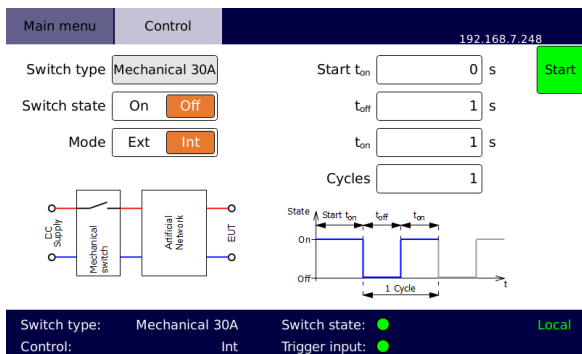 Main menu Control
192.168.7.248
Switch type Mechanical 30A Start ton 0 s Start
Switch state On Off toff 1 s
Mode Ext Int ton 1 s
Cycles 1
State Start ton toff ton
On
Off
t
1 Cycle
DC Supply
Mechanical switch
Artificial Network
EUT
Switch type: Mechanical 30A Switch state: Local
Control: Int Trigger input: